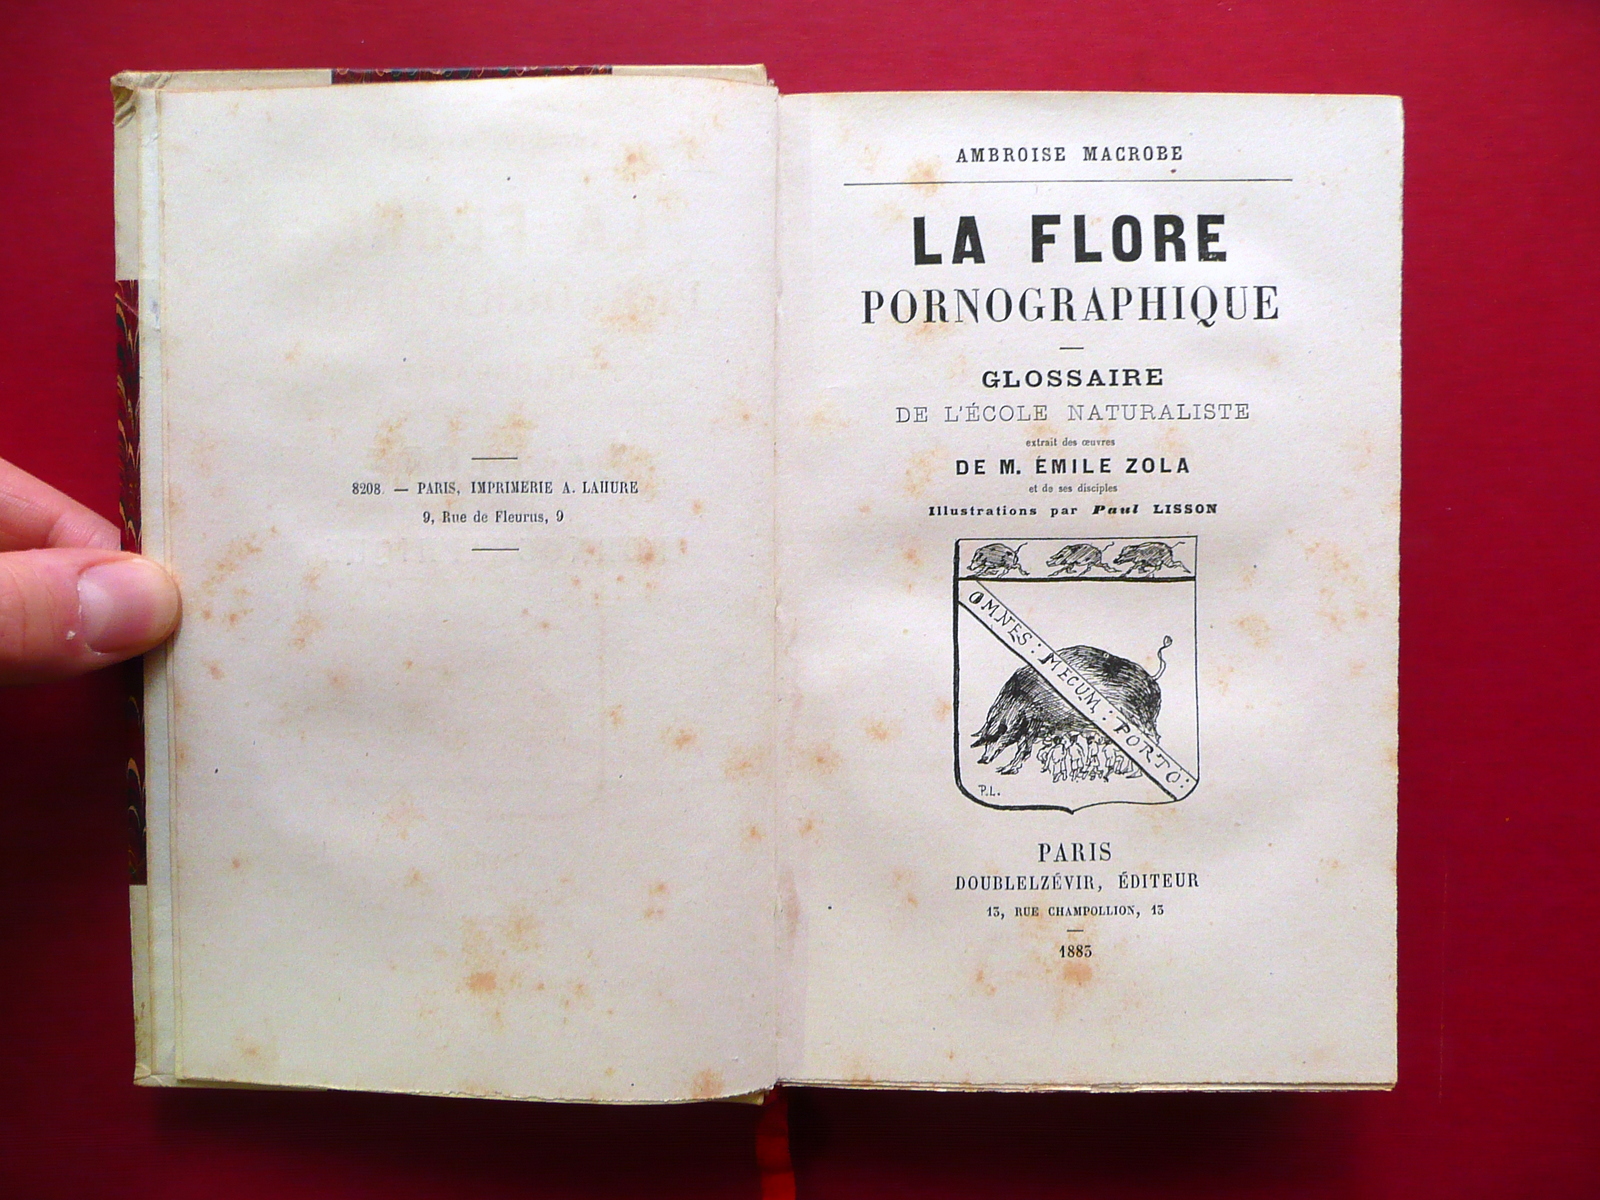 8208. — PARIS, IMPRIMERIE A. LAHURE
9, Rue de Fleurus, 9
AMBROISE MACROBE
LA FLORE
PORNOGRAPHIQUE
GLOSSAIRE
DE L'ÉCOLE NATURALISTE
extrait des œuvres
DE M. ÉMILE ZOLA
et de ses disciples
Illustrations par Paul LISSON
OMNES : MECUM : PORTO :
P.L.
PARIS
DOUBLELZÉVIR, ÉDITEUR
13, RUE CHAMPOLLION, 13
1883